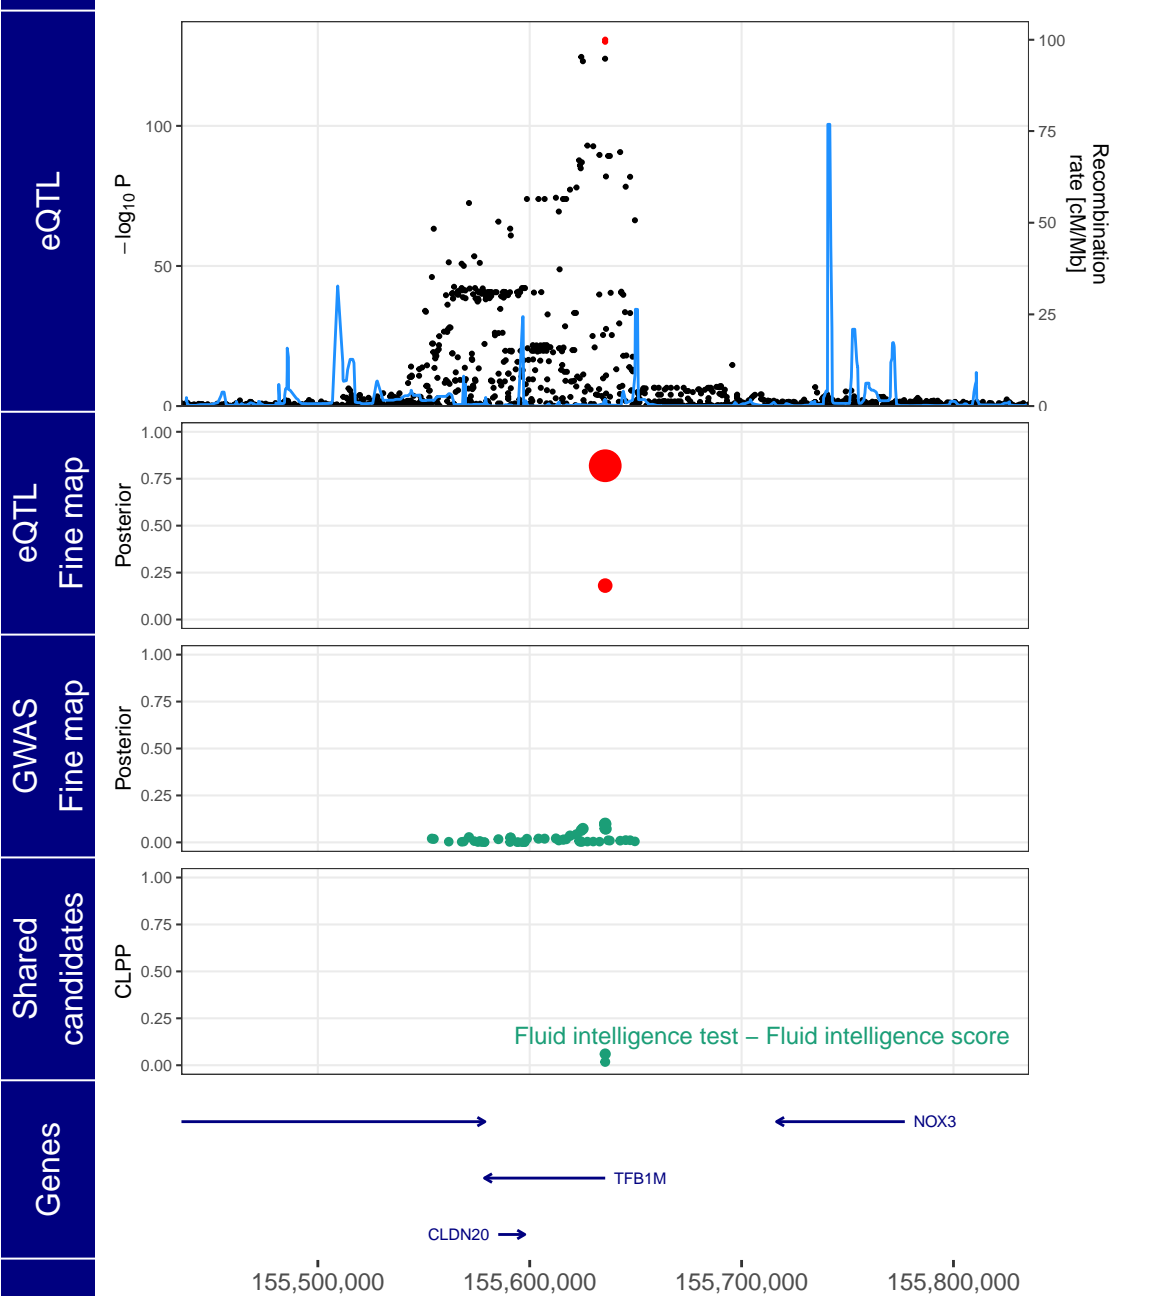 eQTL
−log10 P
100
50
0
100
75
50
25
0
Recombination
rate [cM/Mb]
eQTL
Fine map
Posterior
1.00
0.75
0.50
0.25
0.00
GWAS
Fine map
Posterior
1.00
0.75
0.50
0.25
0.00
Shared
candidates
CLPP
1.00
0.75
0.50
0.25
0.00
Fluid intelligence test − Fluid intelligence score
Genes
NOX3
TFB1M
CLDN20
155,500,000 155,600,000 155,700,000 155,800,000